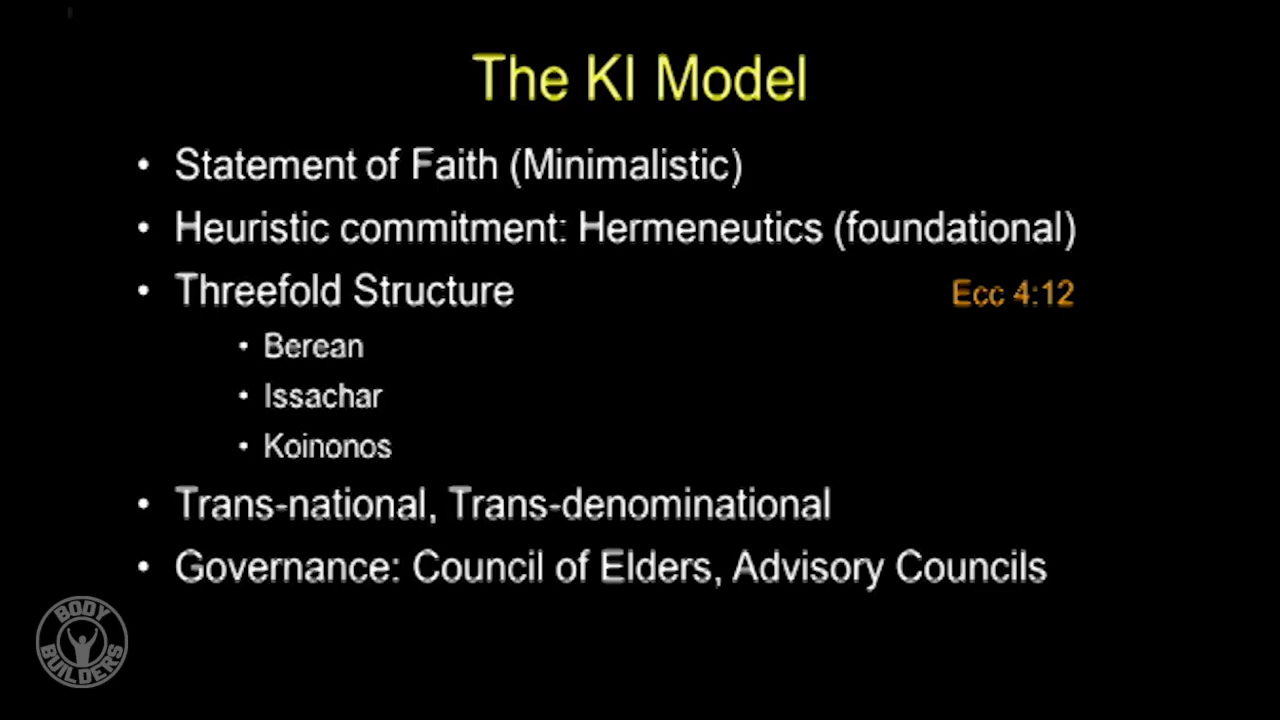 The KI Model
• Statement of Faith (Minimalistic)
• Heuristic commitment: Hermeneutics (foundational)
• Threefold Structure Ecc 4:12
• Berean
• Issachar
• Koinonos
• Trans-national, Trans-denominational
• Governance: Council of Elders, Advisory Councils
BODY
BUILDERS